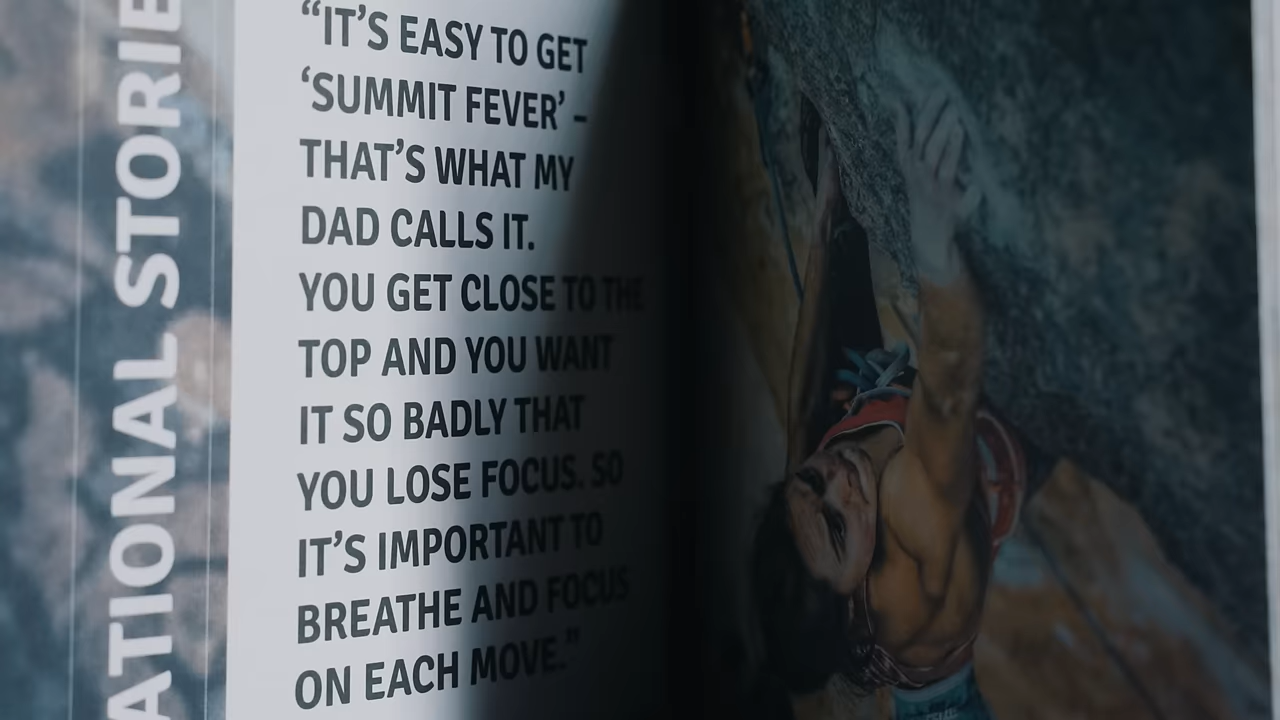 ATIONAL STORIE
“IT’S EASY TO GET
‘SUMMIT FEVER’ –
THAT’S WHAT MY
DAD CALLS IT.
YOU GET CLOSE TO THE
TOP AND YOU WANT
IT SO BADLY THAT
YOU LOSE FOCUS. SO
IT’S IMPORTANT TO
BREATHE AND FOCUS
ON EACH MOVE.”